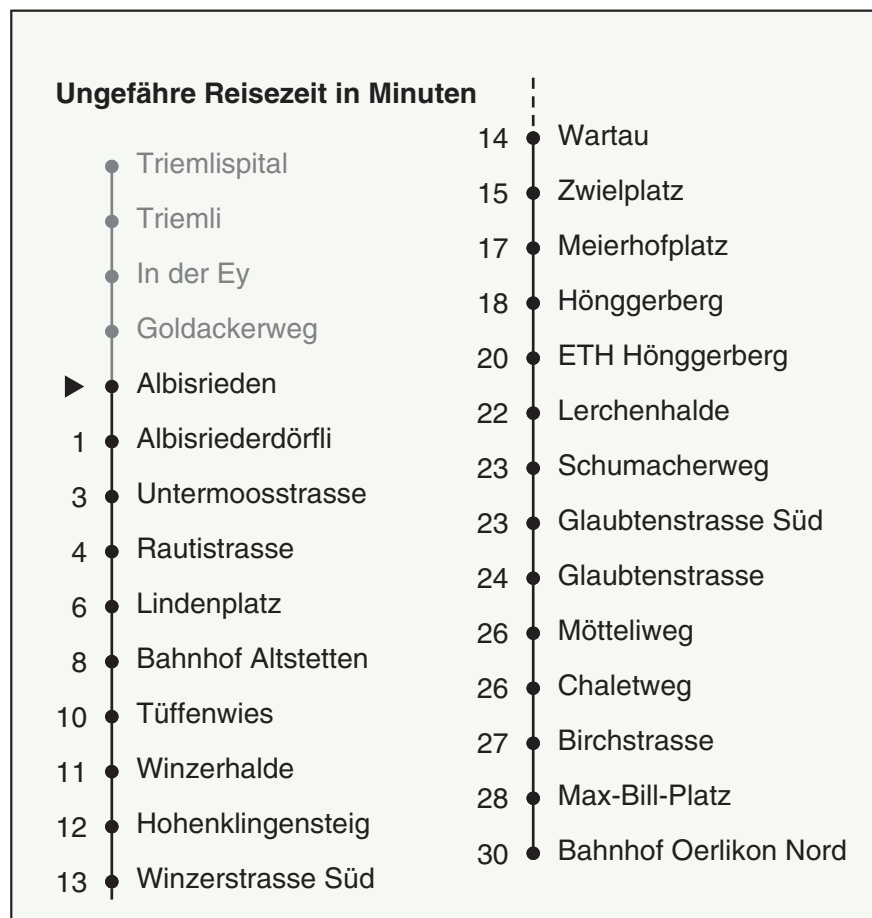 Ungefähre Reisezeit in Minuten
Triemlispital
Triemli
In der Ey
Goldackerweg
Albisrieden
1 Albisriederdörfli
3 Untermoosstrasse
4 Rautistrasse
6 Lindenplatz
8 Bahnhof Altstetten
10 Tüffenwies
11 Winzerhalde
12 Hohenklingensteig
13 Winzerstrasse Süd
14 Wartau
15 Zwielplatz
17 Meierhofplatz
18 Hönggerberg
20 ETH Hönggerberg
22 Lerchenhalde
23 Schumacherweg
23 Glaubtenstrasse Süd
24 Glaubtenstrasse
26 Mötteliweg
26 Chaletweg
27 Birchstrasse
28 Max-Bill-Platz
30 Bahnhof Oerlikon Nord